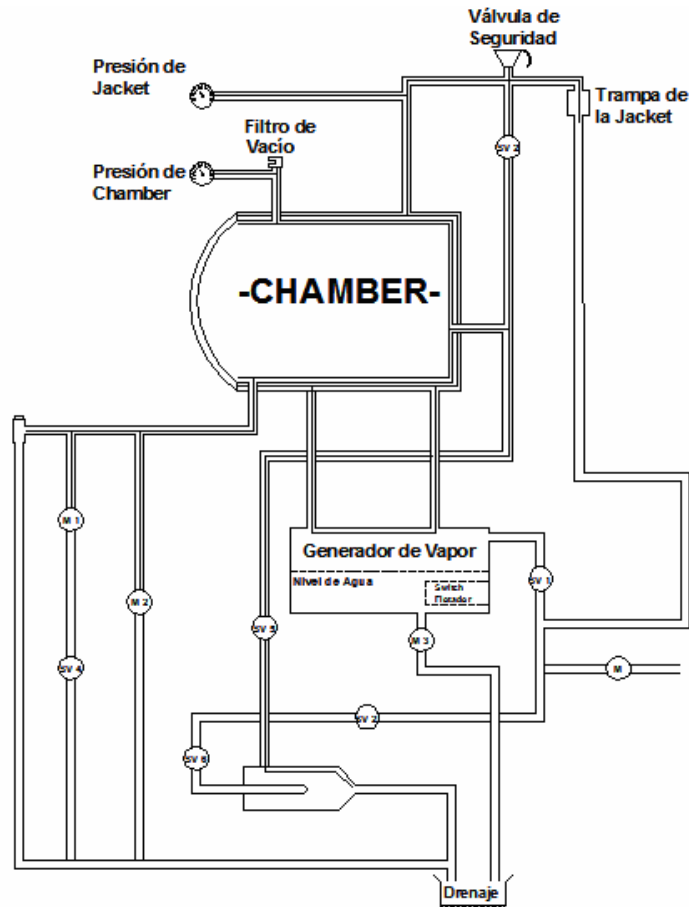 Válvula de
Seguridad
Presión de
Jacket
Trampa de
la Jacket
Filtro de
Vacío
SV 2
Presión de
Chamber
-CHAMBER-
M 1
Generador de Vapor
Nivel de Agua
Switch
Flotador
SV 1
M 2
SV 5
M 3
SV 4
M
SV 2
SV 6
Drenaje